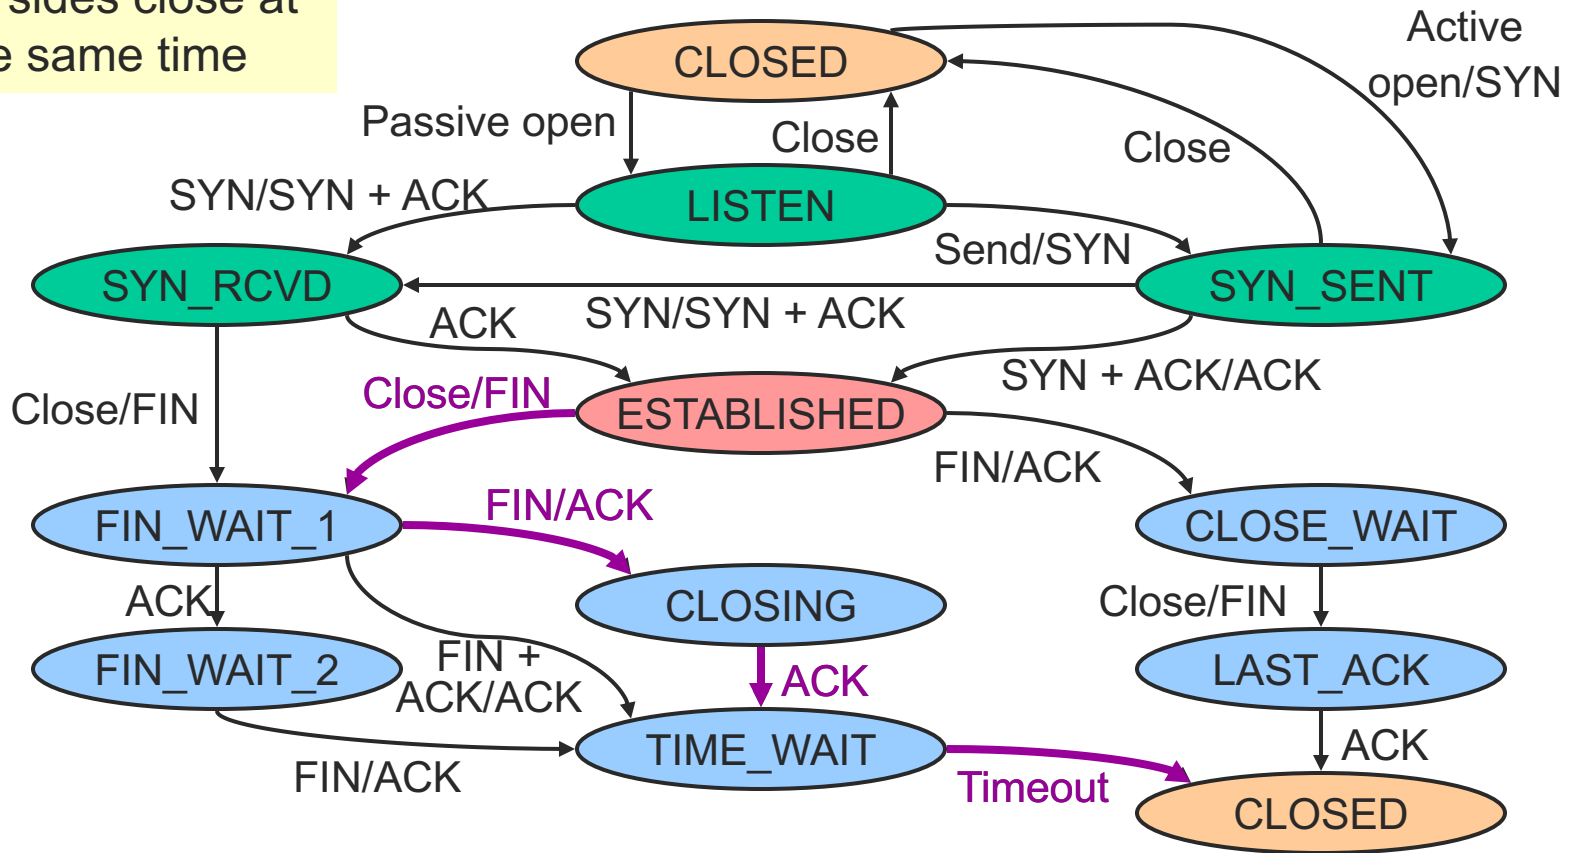 sides close at
e same time
CLOSED
Active
open/SYN
Passive open
Close
Close
SYN/SYN + ACK
LISTEN
Send/SYN
SYN_RCVD
SYN_SENT
SYN/SYN + ACK
ACK
SYN + ACK/ACK
Close/FIN
Close/FIN
ESTABLISHED
FIN/ACK
FIN/ACK
FIN_WAIT_1
CLOSE_WAIT
ACK
CLOSING
Close/FIN
FIN_WAIT_2
FIN +
ACK/ACK
ACK
LAST_ACK
FIN/ACK
TIME_WAIT
ACK
Timeout
CLOSED